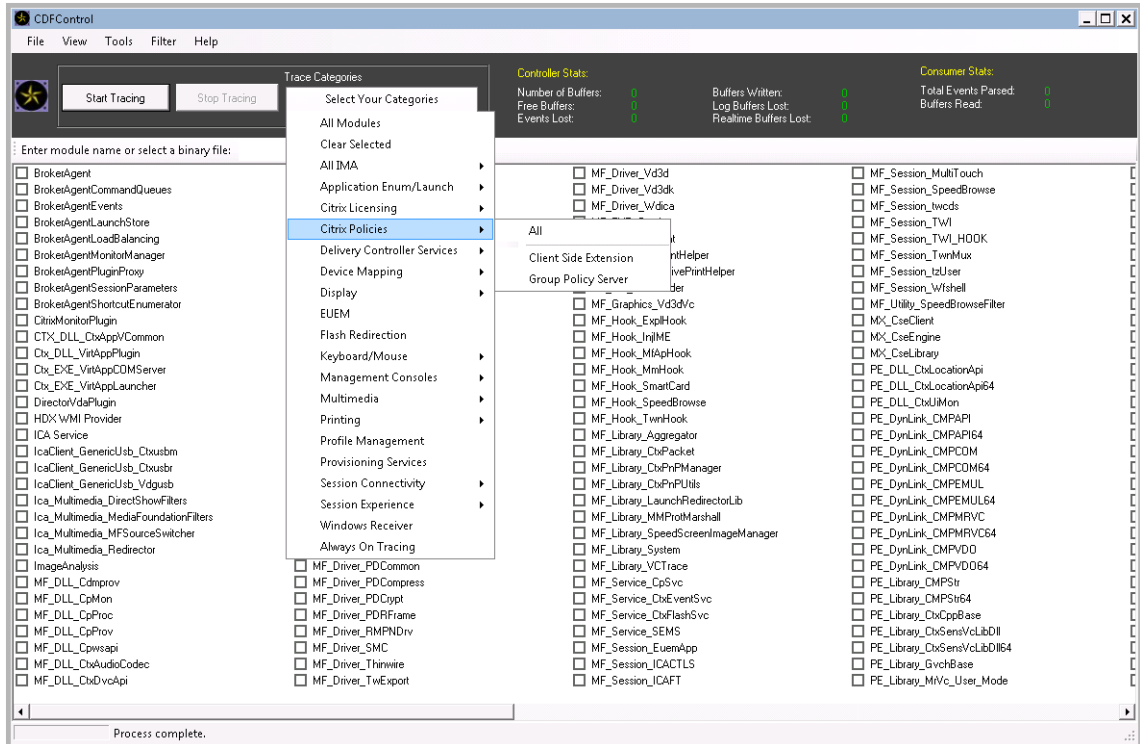 CDFControl
File View Tools Filter Help
Start Tracing
Stop Tracing
Trace Categories
Select Your Categories
Controller Stats:
Number of Buffers: 0
Free Buffers: 0
Events Lost: 0
Buffers Written: 0
Log Buffers Lost: 0
Realtime Buffers Lost: 0
Consumer Stats:
Total Events Parsed: 0
Buffers Read: 0
Enter module name or select a binary file:
All Modules
Clear Selected
All IMA
Application Enum/Launch
Citrix Licensing
Citrix Policies
Delivery Controller Services
Device Mapping
Display
EUEM
Flash Redirection
Keyboard/Mouse
Management Consoles
Multimedia
Printing
Profile Management
Provisioning Services
Session Connectivity
Session Experience
Windows Receiver
Always On Tracing
All
Client Side Extension
Group Policy Server
BrokerAgent
BrokerAgentCommandQueues
BrokerAgentEvents
BrokerAgentLaunchStore
BrokerAgentLoadBalancing
BrokerAgentMonitorManager
BrokerAgentPluginProxy
BrokerAgentSessionParameters
BrokerAgentShortcutEnumerator
CitrixMonitorPlugin
CTX_DLL_CtxAppVCommon
Ctx_DLL_VirtAppPlugin
Ctx_EXE_VirtAppCOMServer
Ctx_EXE_VirtAppLauncher
DirectorVdaPlugin
HDX WMI Provider
ICA Service
IcaClient_GenericUsb_Ctxusbm
IcaClient_GenericUsb_Ctxusbr
IcaClient_GenericUsb_Vdgusb
Ica_Multimedia_DirectShowFilters
Ica_Multimedia_MediaFoundationFilters
Ica_Multimedia_MFSourceSwitcher
Ica_Multimedia_Redirector
ImageAnalysis
MF_DLL_Cdmprov
MF_DLL_CpMon
MF_DLL_CpProc
MF_DLL_CpProv
MF_DLL_Cpwsapi
MF_DLL_CtxAudioCodec
MF_DLL_CtxDvcApi
MF_Driver_PDCommon
MF_Driver_PDCompress
MF_Driver_PDCrypt
MF_Driver_PDRFrame
MF_Driver_RMPNDrv
MF_Driver_SMC
MF_Driver_Thinwire
MF_Driver_TwExport
MF_Driver_Vd3d
MF_Driver_Vd3dk
MF_Driver_Wdica
ntHelper
ivePrintHelper
der
MF_Graphics_Vd3dVc
MF_Hook_ExplHook
MF_Hook_InjIME
MF_Hook_MfApHook
MF_Hook_MmHook
MF_Hook_SmartCard
MF_Hook_SpeedBrowse
MF_Hook_TwnHook
MF_Library_Aggregator
MF_Library_CtxPacket
MF_Library_CtxPnPManager
MF_Library_CtxPnPUtils
MF_Library_LaunchRedirectorLib
MF_Library_MMProtMarshall
MF_Library_SpeedScreenImageManager
MF_Library_System
MF_Library_VCTrace
MF_Service_CpSvc
MF_Service_CtxEventSvc
MF_Service_CtxFlashSvc
MF_Service_SEMS
MF_Session_EuemApp
MF_Session_ICACTLS
MF_Session_ICAFT
MF_Session_MultiTouch
MF_Session_SpeedBrowse
MF_Session_twcds
MF_Session_TWI
MF_Session_TWI_HOOK
MF_Session_TwnMux
MF_Session_tzUser
MF_Session_Wfshell
MF_Utility_SpeedBrowseFilter
MX_CseClient
MX_CseEngine
MX_CseLibrary
PE_DLL_CtxLocationApi
PE_DLL_CtxLocationApi64
PE_DLL_CtxUiMon
PE_DynLink_CMPAPI
PE_DynLink_CMPAPI64
PE_DynLink_CMPCOM
PE_DynLink_CMPCOM64
PE_DynLink_CMPEMUL
PE_DynLink_CMPEMUL64
PE_DynLink_CMPMRVC
PE_DynLink_CMPMRVC64
PE_DynLink_CMPVDO
PE_DynLink_CMPVDO64
PE_Library_CMPStr
PE_Library_CMPStr64
PE_Library_CtxCppBase
PE_Library_CtxSensVcLibDll
PE_Library_CtxSensVcLibDll64
PE_Library_GvchBase
PE_Library_MrVc_User_Mode
Process complete.